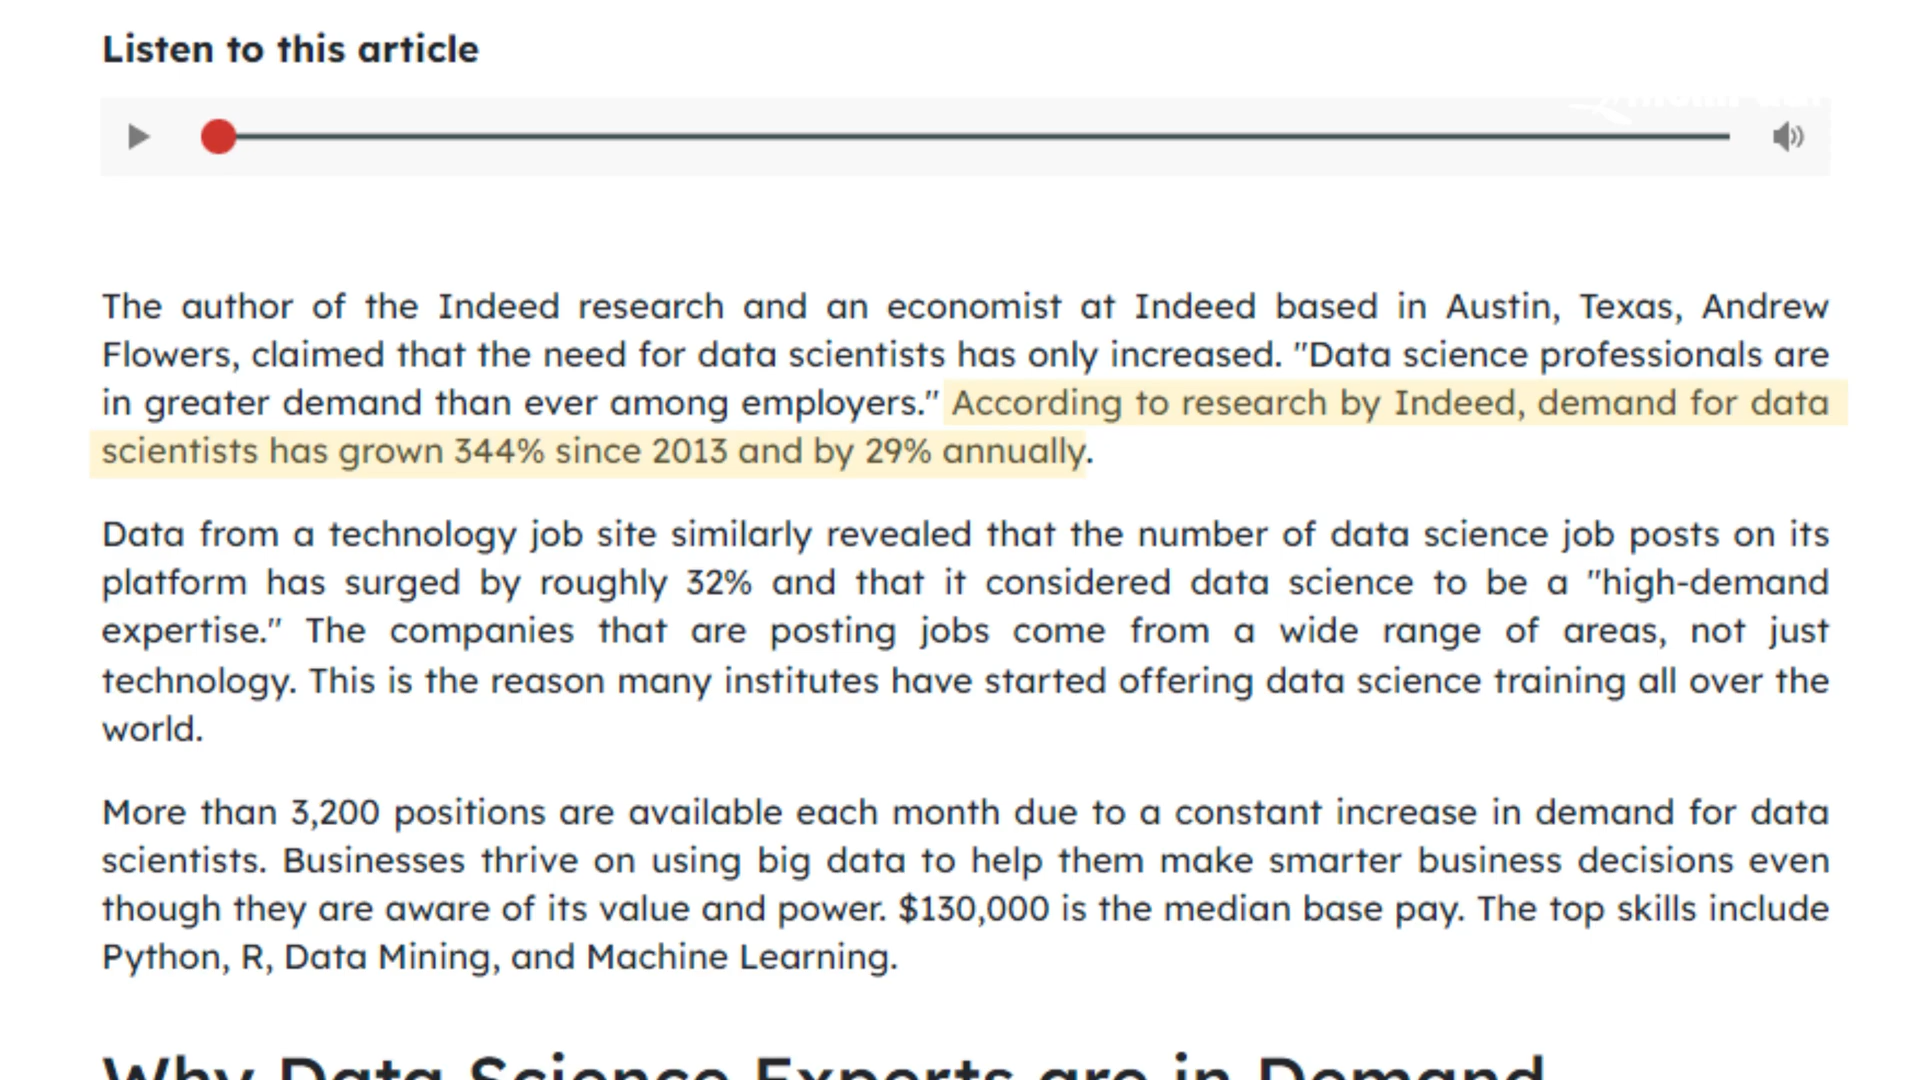 Listen to this article
The author of the Indeed research and an economist at Indeed based in Austin, Texas, Andrew
Flowers, claimed that the need for data scientists has only increased. "Data science professionals are
in greater demand than ever among employers." According to research by Indeed, demand for data
scientists has grown 344% since 2013 and by 29% annually.
Data from a technology job site similarly revealed that the number of data science job posts on its
platform has surged by roughly 32% and that it considered data science to be a "high-demand
expertise." The companies that are posting jobs come from a wide range of areas, not just
technology. This is the reason many institutes have started offering data science training all over the
world.
More than 3,200 positions are available each month due to a constant increase in demand for data
scientists. Businesses thrive on using big data to help them make smarter business decisions even
though they are aware of its value and power. $130,000 is the median base pay. The top skills include
Python, R, Data Mining, and Machine Learning.
Why Data Science Experts are in Demand